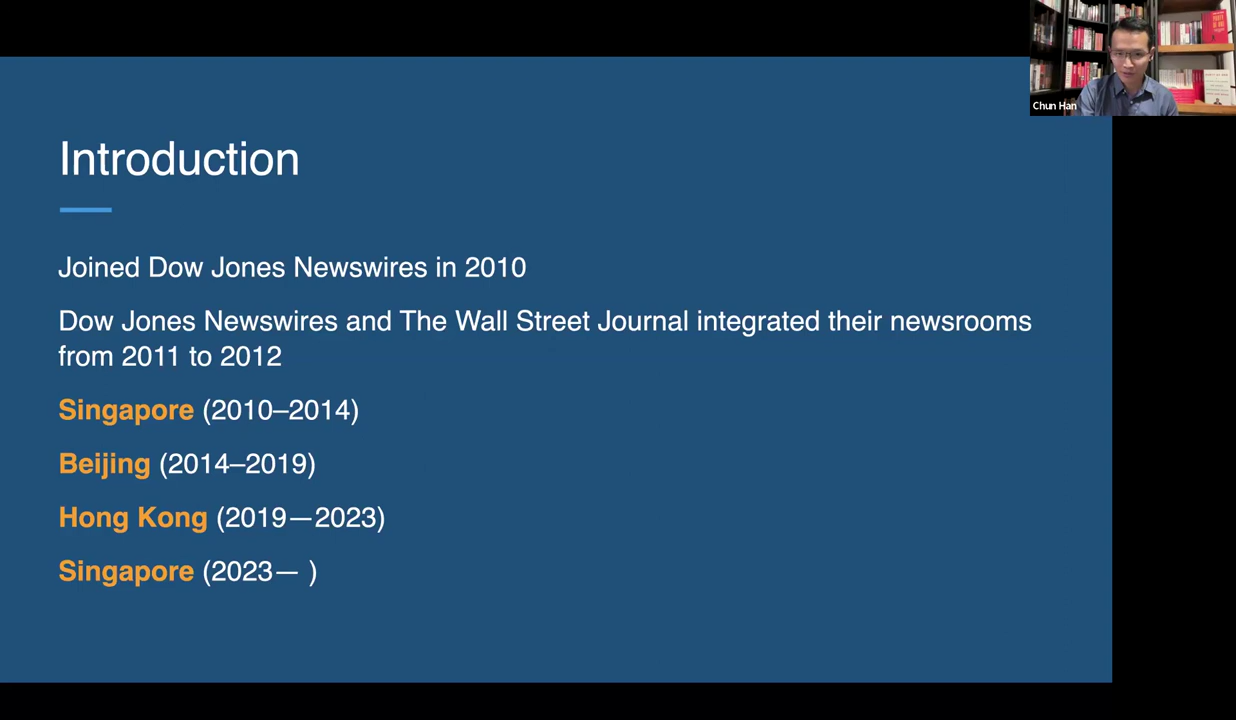 Chun Han
Introduction
Joined Dow Jones Newswires in 2010
Dow Jones Newswires and The Wall Street Journal integrated their newsrooms
from 2011 to 2012
Singapore (2010–2014)
Beijing (2014–2019)
Hong Kong (2019—2023)
Singapore (2023— )